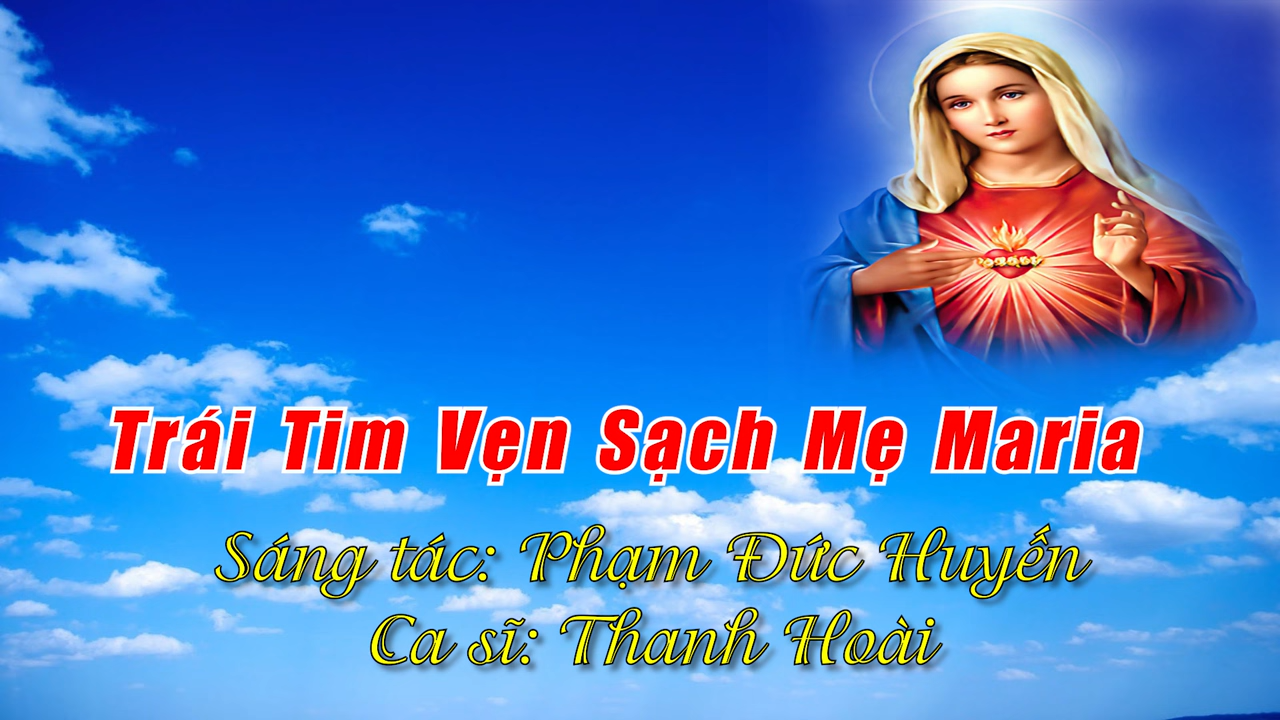 Trái Tim Vẹn Sạch Mẹ Maria
Sáng tác: Phạm Đức Huyến
Ca sĩ: Thanh Hoài